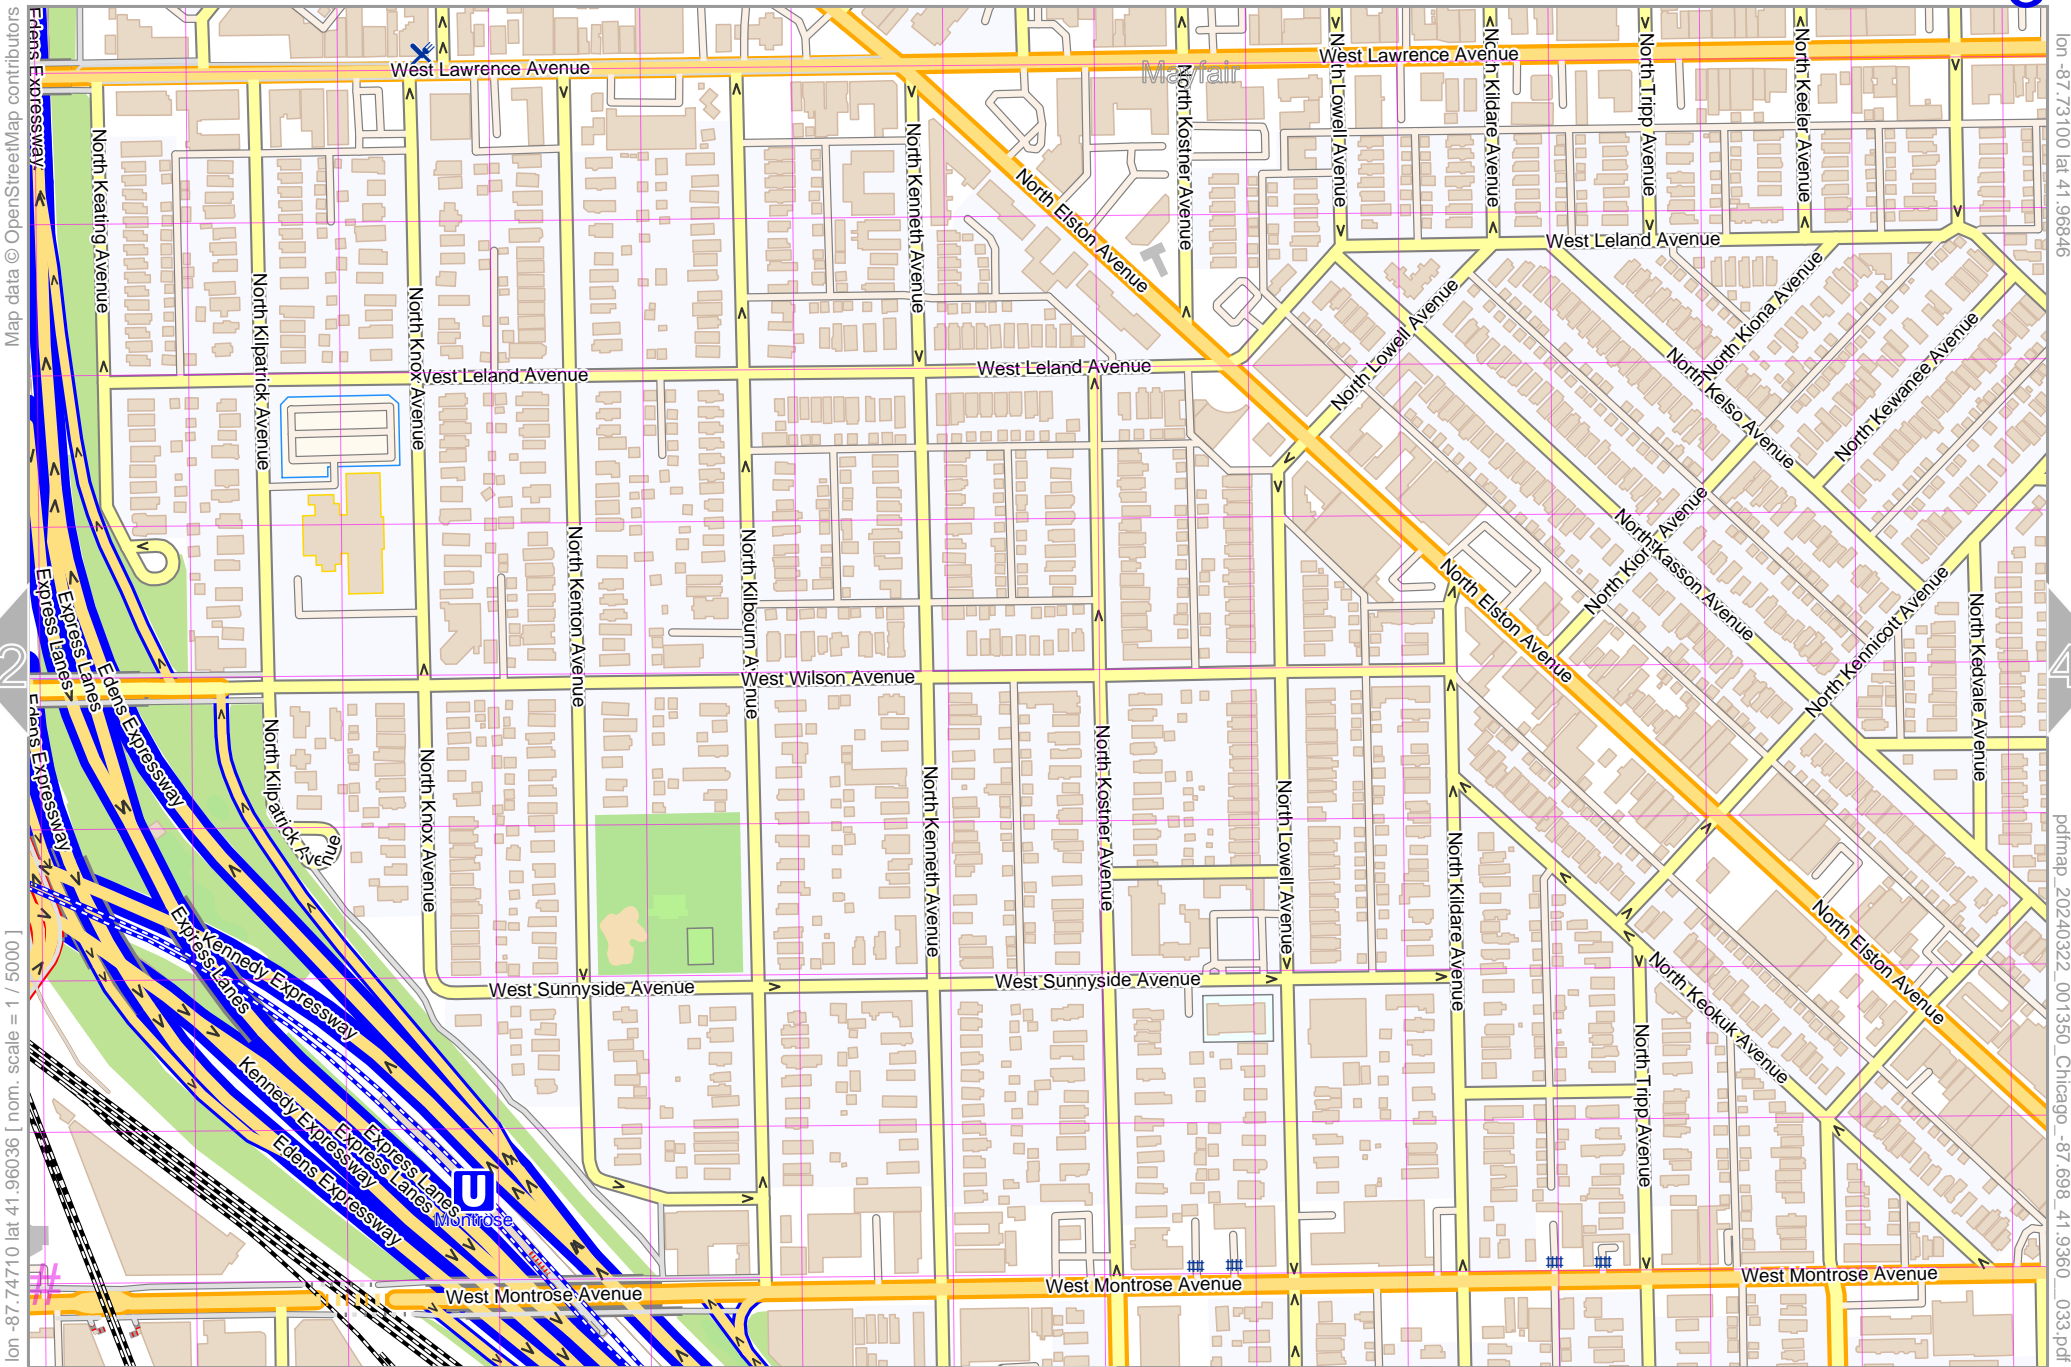 West Lawrence Avenue
West Lawrence Avenue
Mayfair
Edens Expressway
North Keating Avenue
North Kilpatrick Avenue
North Knox Avenue
North Kenneth Avenue
North Elston Avenue
North Kostner Avenue
North Lowell Avenue
North Kildare Avenue
North Tripp Avenue
North Keeler Avenue
West Leland Avenue
West Leland Avenue
West Leland Avenue
North Lowell Avenue
North Kiona Avenue
North Kelso Avenue
North Kewanee Avenue
North Kenton Avenue
North Kilbourn Avenue
North Elston Avenue
North Kiona Avenue
North Kasson Avenue
North Kennicott Avenue
North Kedvale Avenue
Express Lanes
Express Lanes
Edens Expressway
Edens Expressway
West Wilson Avenue
North Kilpatrick Avenue
North Knox Avenue
North Kenneth Avenue
North Kostner Avenue
North Lowell Avenue
North Kildare Avenue
North Elston Avenue
North Keokuk Avenue
North Tripp Avenue
West Sunnyside Avenue
West Sunnyside Avenue
Kennedy Expressway
Express Lanes
Kennedy Expressway
Express Lanes
Express Lanes
Edens Expressway
U
Montrose
West Montrose Avenue
West Montrose Avenue
West Montrose Avenue
#
2
4
Map data © OpenStreetMap contributors
lon -87.74710 lat 41.96036 [ nom. scale = 1 / 5000 ]
lon -87.73100 lat 41.96846
pdfmap_20240322_001350_Chicago_-87.698_41.9360__033.pdf